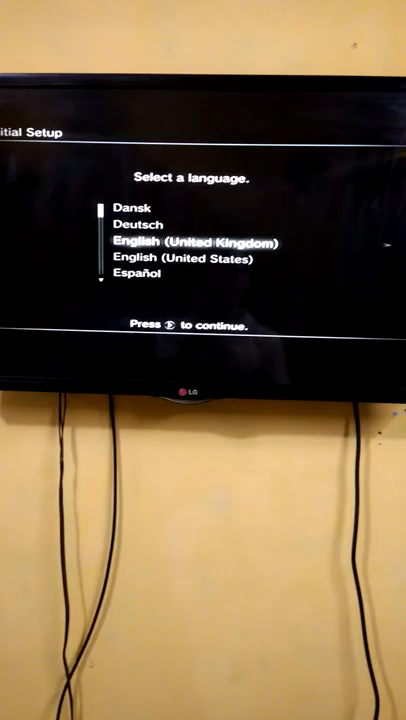 itial Setup
Select a language.
Dansk
Deutsch
English (United Kingdom)
English (United States)
Español
Press to continue.
LG